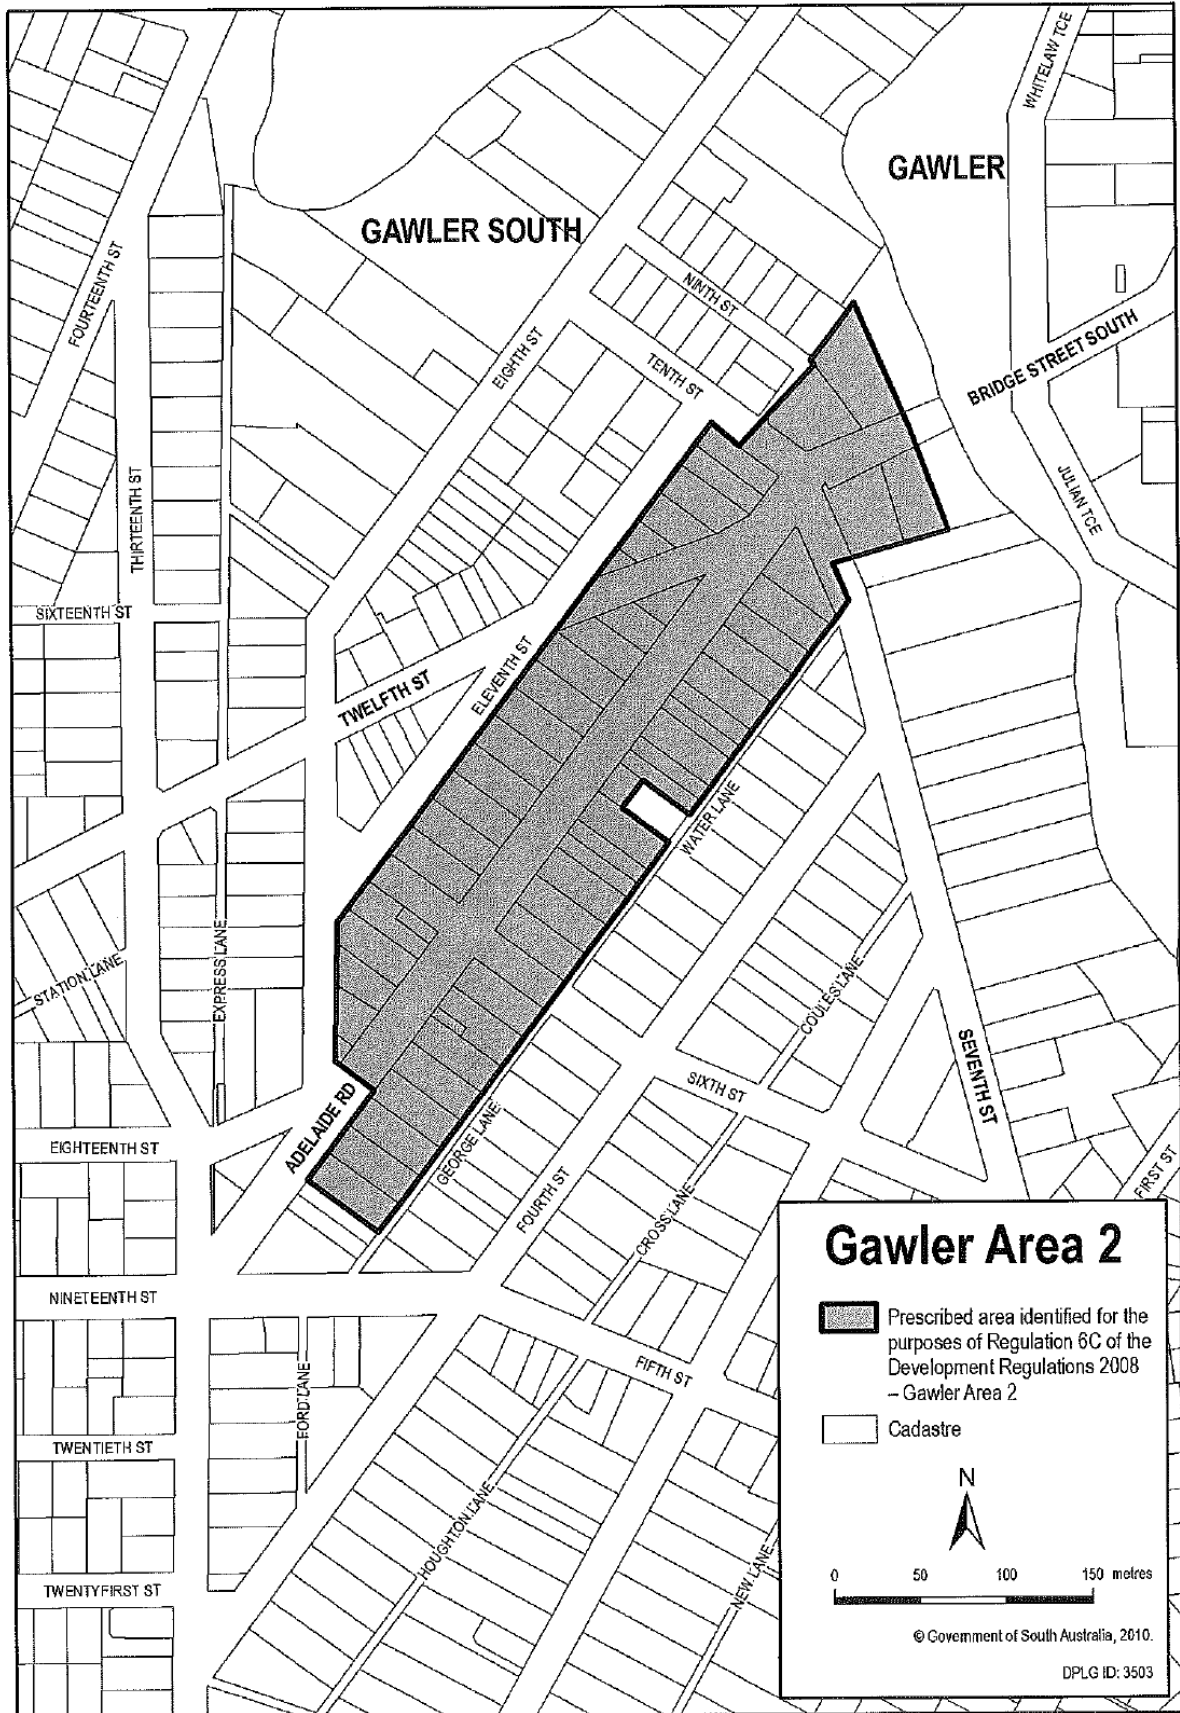 WHITELAW TCE
GAWLER
GAWLER SOUTH
FOURTEENTH ST
NINTH ST
EIGHTH ST
TENTH ST
BRIDGE STREET SOUTH
JULIAN TCE
THIRTEENTH ST
SIXTEENTH ST
ELEVENTH ST
TWELFTH ST
WATER LANE
EXPRESS LANE
STATION LANE
COULES LANE
SEVENTH ST
SIXTH ST
ADELAIDE RD
GEORGE LANE
EIGHTEENTH ST
FIRST ST
FOURTH ST
CROSS LANE
NINETEENTH ST
FIFTH ST
FORD LANE
TWENTIETH ST
HOUGHTON LANE
NEW LANE
TWENTYFIRST ST
Gawler Area 2
Prescribed area identified for the
purposes of Regulation 6C of the
Development Regulations 2008
– Gawler Area 2
Cadastre
N
0 50 100 150 metres
© Government of South Australia, 2010.
DPLG ID: 3503